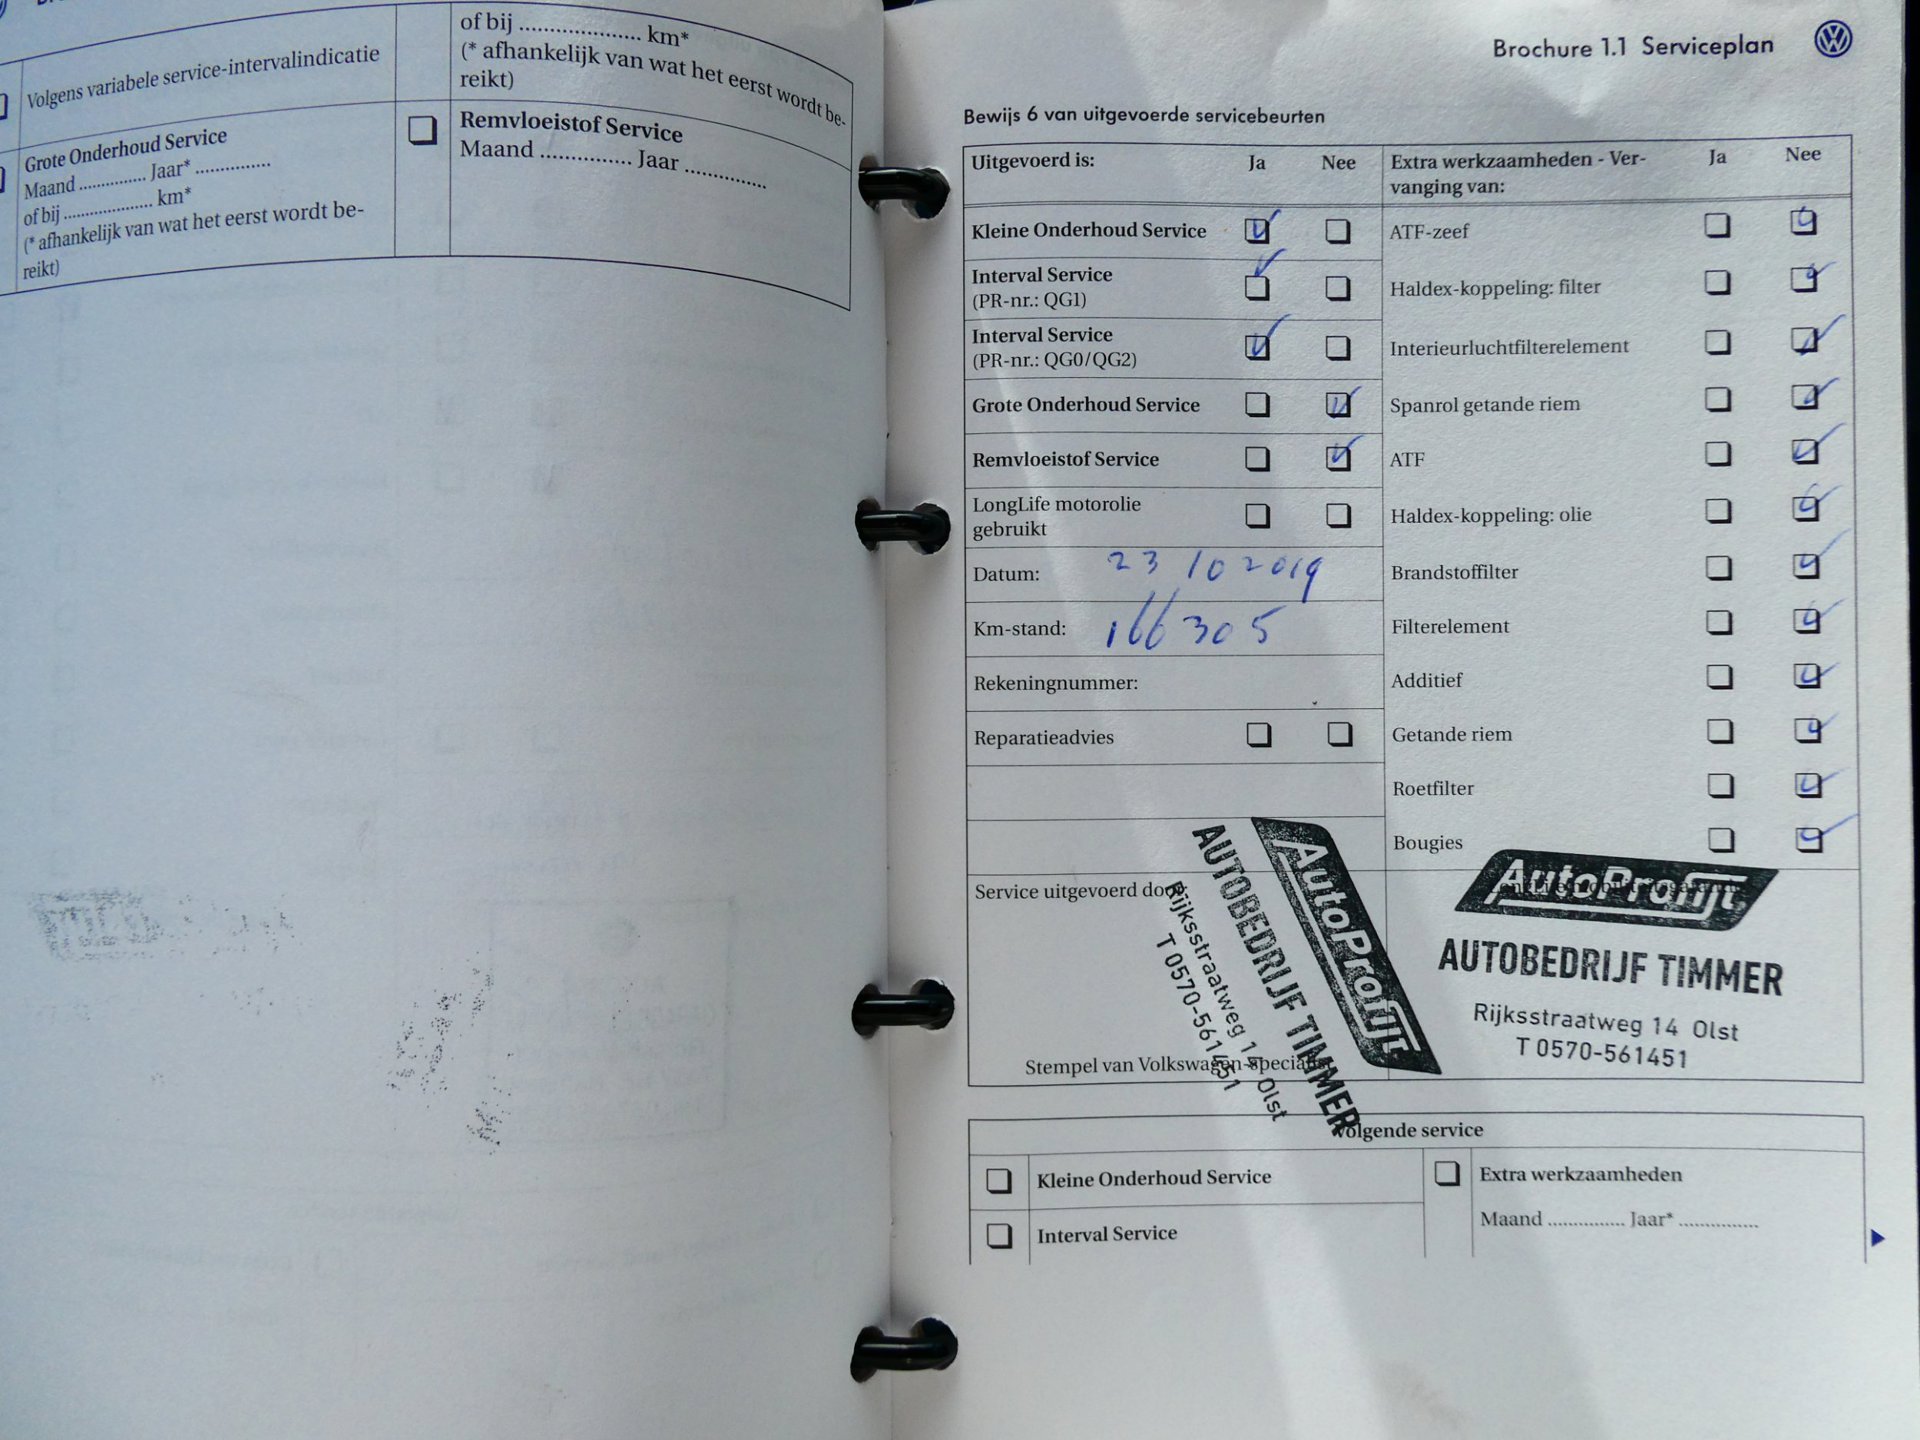 Volgens variabele service-intervalindicatie
Grote Onderhoud Service
Maand ............... Jaar* .................
of bij .................... km*
(* afhankelijk van wat het eerst wordt be-
reikt)
of bij ..................... km*
(* afhankelijk van wat het eerst wordt be-
reikt)
Remvloeistof Service
Maand ................ Jaar ..............
Brochure 1.1 Serviceplan
Bewijs 6 van uitgevoerde servicebeurten
Uitgevoerd is: Ja Nee
Kleine Onderhoud Service
Interval Service
(PR-nr.: QG1)
Interval Service
(PR-nr.: QG0/QG2)
Grote Onderhoud Service
Remvloeistof Service
LongLife motorolie
gebruikt
Datum: 23 10 2019
Km-stand: 166305
Rekeningnummer:
Reparatieadvies
Service uitgevoerd door
Stempel van Volkswagen-specialist
Extra werkzaamheden - Ver-
vanging van: Ja Nee
ATF-zeef
Haldex-koppeling: filter
Interieurluchtfilterelement
Spanrol getande riem
ATF
Haldex-koppeling: olie
Brandstoffilter
Filterelement
Additief
Getande riem
Roetfilter
Bougies
AutoProfijt
AUTOBEDRIJF TIMMER
Rijksstraatweg 14 Olst
T 0570-561451
AutoProfijt
AUTOBEDRIJF TIMMER
Rijksstraatweg 14 Olst
T 0570-561451
Volgende service
Kleine Onderhoud Service
Interval Service
Extra werkzaamheden
Maand .............. Jaar* ...............